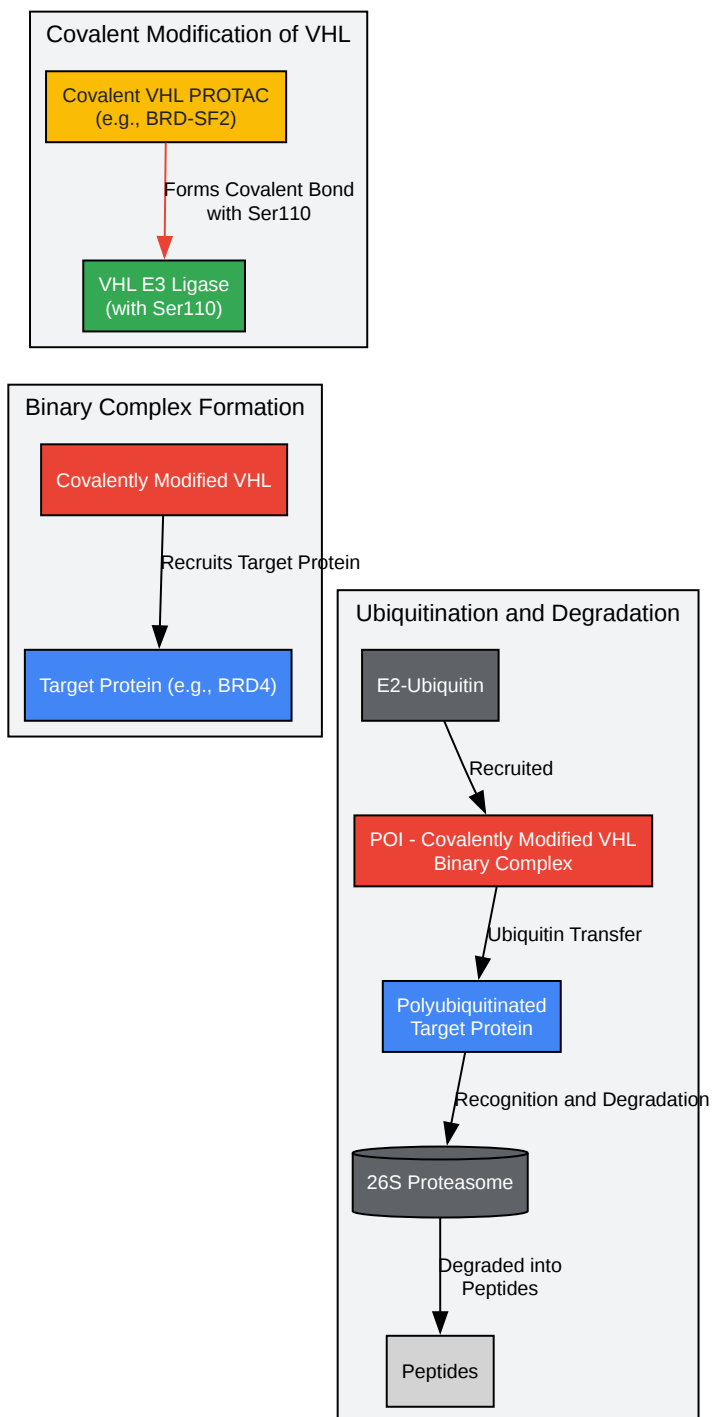 Covalent Modification of VHL
Covalent VHL PROTAC
(e.g., BRD-SF2)
Forms Covalent Bond
with Ser110
VHL E3 Ligase
(with Ser110)
Binary Complex Formation
Covalently Modified VHL
Recruits Target Protein
Target Protein (e.g., BRD4)
Ubiquitination and Degradation
E2-Ubiquitin
Recruited
POI - Covalently Modified VHL
Binary Complex
Ubiquitin Transfer
Polyubiquitinated
Target Protein
Recognition and Degradation
26S Proteasome
Degraded into
Peptides
Peptides